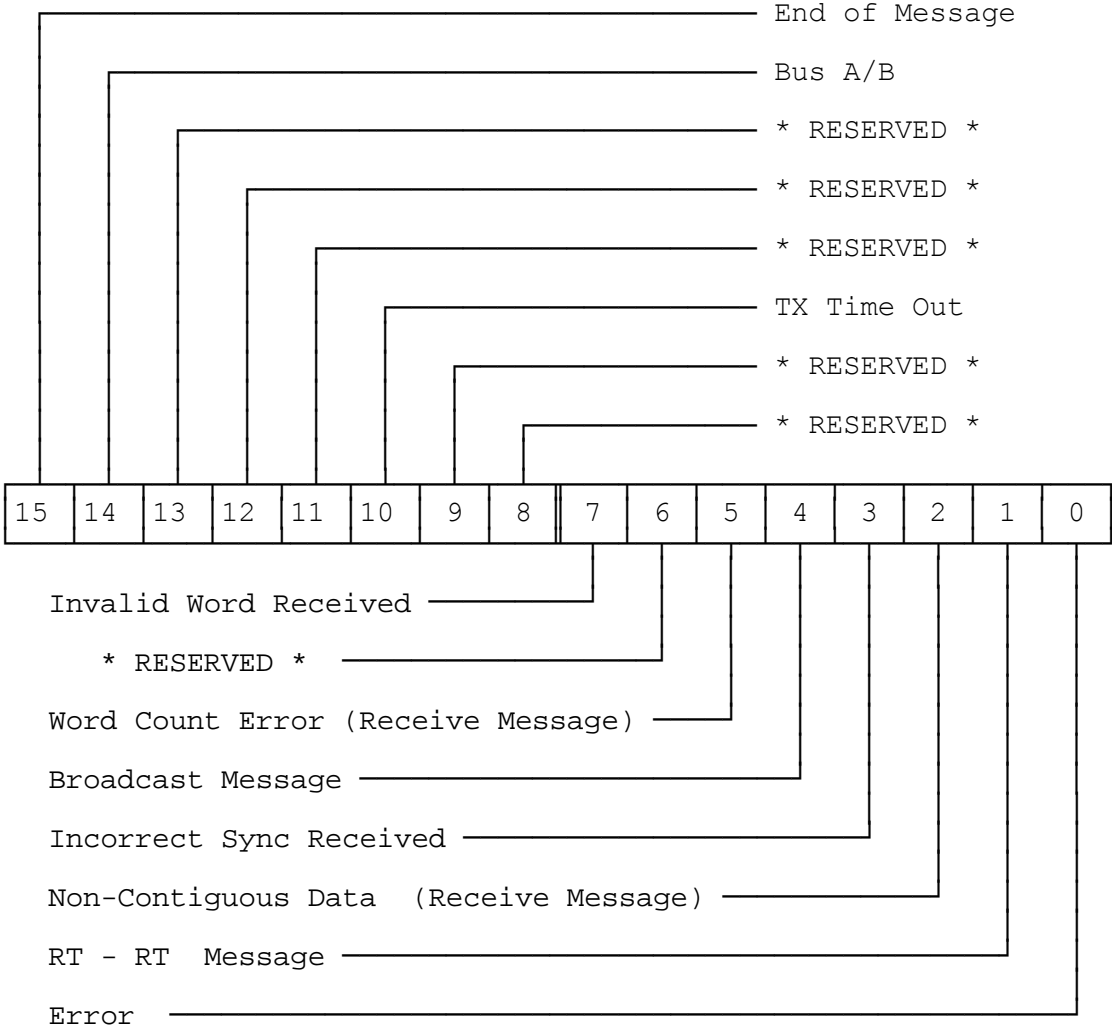 End of Message
Bus A/B
* RESERVED *
* RESERVED *
* RESERVED *
TX Time Out
* RESERVED *
* RESERVED *
15 14 13 12 11 10 9 8 7 6 5 4 3 2 1 0
Invalid Word Received
* RESERVED *
Word Count Error (Receive Message)
Broadcast Message
Incorrect Sync Received
Non-Contiguous Data (Receive Message)
RT - RT Message
Error